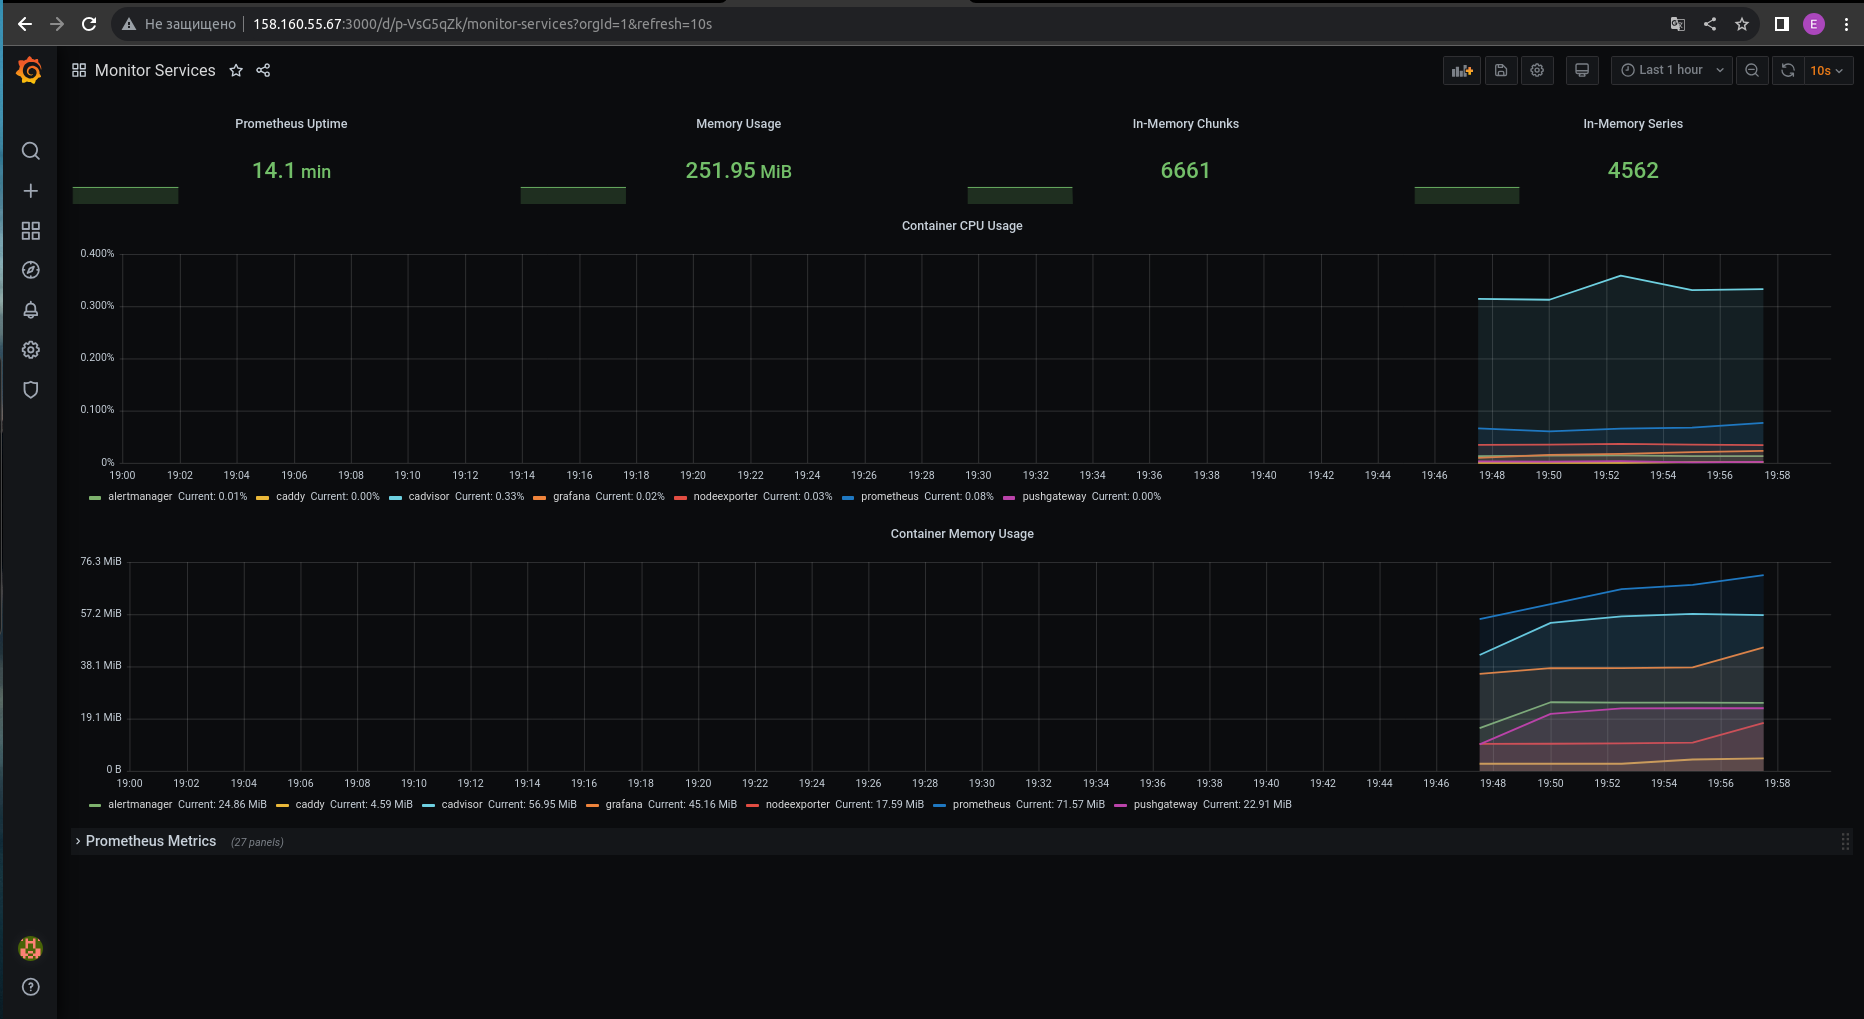 Не защищено 158.160.55.67:3000/d/p-VsG5qZk/monitor-services?orgId=1&refresh=10s E
Monitor Services Last 1 hour 10s
Prometheus Uptime Memory Usage In-Memory Chunks In-Memory Series
14.1 min 251.95 MiB 6661 4562
Container CPU Usage
0.400%
0.300%
0.200%
0.100%
0%
19:00 19:02 19:04 19:06 19:08 19:10 19:12 19:14 19:16 19:18 19:20 19:22 19:24 19:26 19:28 19:30 19:32 19:34 19:36 19:38 19:40 19:42 19:44 19:46 19:48 19:50 19:52 19:54 19:56 19:58
alertmanager Current: 0.01% caddy Current: 0.00% cadvisor Current: 0.33% grafana Current: 0.02% nodeexporter Current: 0.03% prometheus Current: 0.08% pushgateway Current: 0.00%
Container Memory Usage
76.3 MiB
57.2 MiB
38.1 MiB
19.1 MiB
0 B
19:00 19:02 19:04 19:06 19:08 19:10 19:12 19:14 19:16 19:18 19:20 19:22 19:24 19:26 19:28 19:30 19:32 19:34 19:36 19:38 19:40 19:42 19:44 19:46 19:48 19:50 19:52 19:54 19:56 19:58
alertmanager Current: 24.86 MiB caddy Current: 4.59 MiB cadvisor Current: 56.95 MiB grafana Current: 45.16 MiB nodeexporter Current: 17.59 MiB prometheus Current: 71.57 MiB pushgateway Current: 22.91 MiB
Prometheus Metrics (27 panels)